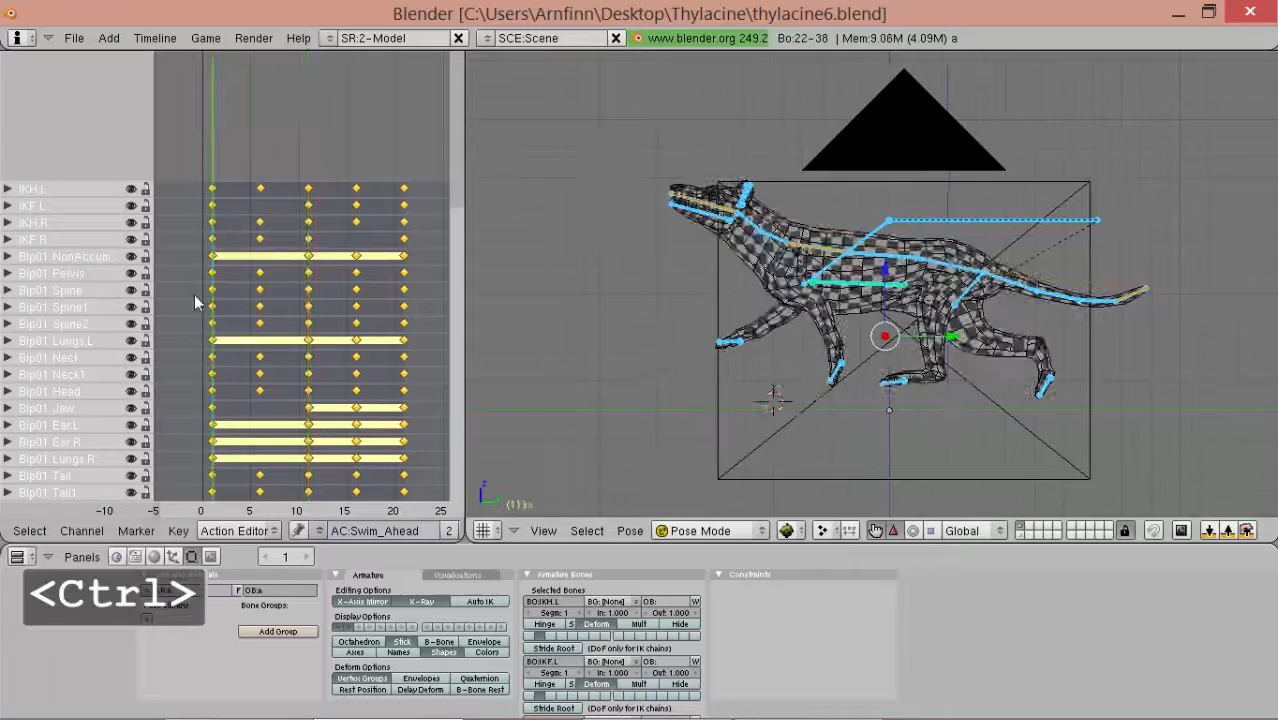 Blender [C:\Users\Arnfinn\Desktop\Thylacine\thylacine6.blend]
File Add Timeline Game Render Help SR:2-Model SCE:Scene www.blender.org 249.2 Bo:22-38 | Mem:9.06M (4.09M) a
IKH.L
IKF.L
IKH.R
IKF.R
Bip01 NonAccum
Bip01 Pelvis
Bip01 Spine
Bip01 Spine1
Bip01 Spine2
Bip01 Lungs.L
Bip01 Neck
Bip01 Neck1
Bip01 Head
Bip01 Jaw
Bip01 Ear.L
Bip01 Ear.R
Bip01 Lungs.R
Bip01 Tail
Bip01 Tail1
-10 -5 0 5 10 15 20 25
z
Select Channel Marker Key Action Editor AC:Swim_Ahead 2
View Select Pose Pose Mode Global
Panels 1
<Ctrl>
F OB:a
Bone Groups:
Add Group
Armature Visualisations
Editing Options
X-Axis Mirror X-Ray Auto IK
Display Options
Octahedron Stick B-Bone Envelope
Axes Names Shapes Colors
Deform Options
Vertex Groups Envelopes Quaternion
Rest Position Delay Deform B-Bone Rest
Armature Bones
Selected Bones
BO:IKH.L BG: [None] OB: W
Segm: 1 In: 1.000 Out: 1.000
Hinge S Deform Mult Hide
Stride Root (DoF only for IK chains)
BO:IKF.L BG: [None] OB: W
Segm: 1 In: 1.000 Out: 1.000
Hinge S Deform Mult Hide
Stride Root (DoF only for IK chains)
Constraints